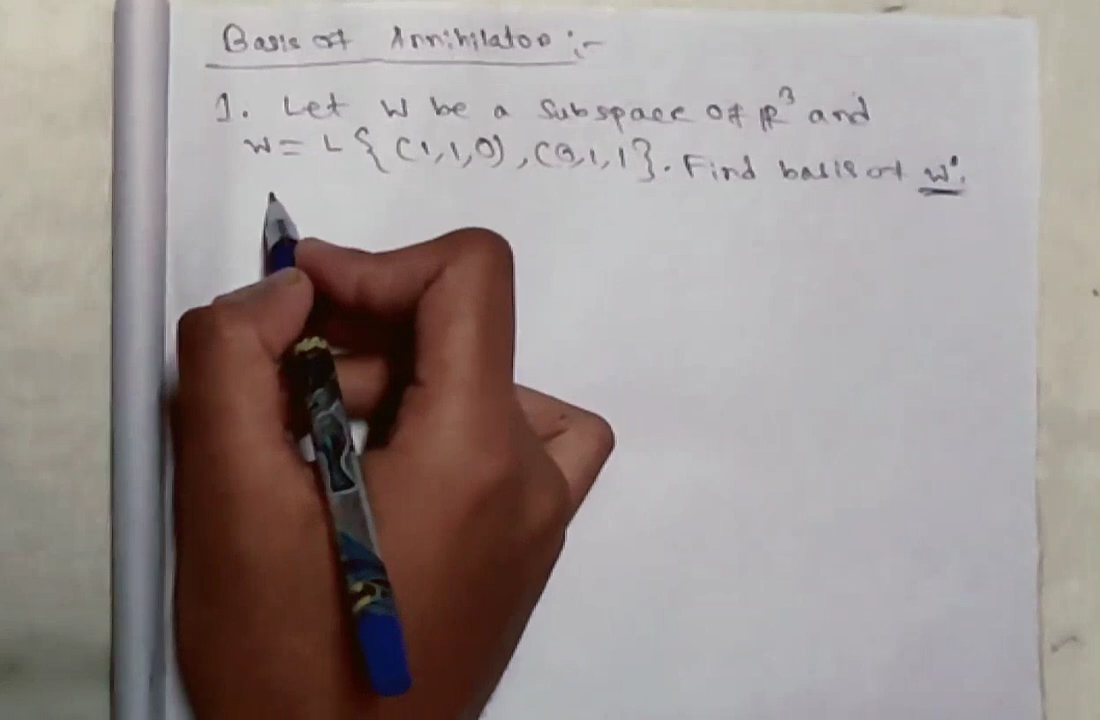 Basis of Annihilator :-
1. Let W be a subspace of ℝ³ and
W = L { (1,1,0), (0,1,1 }. Find basis of W⁰.